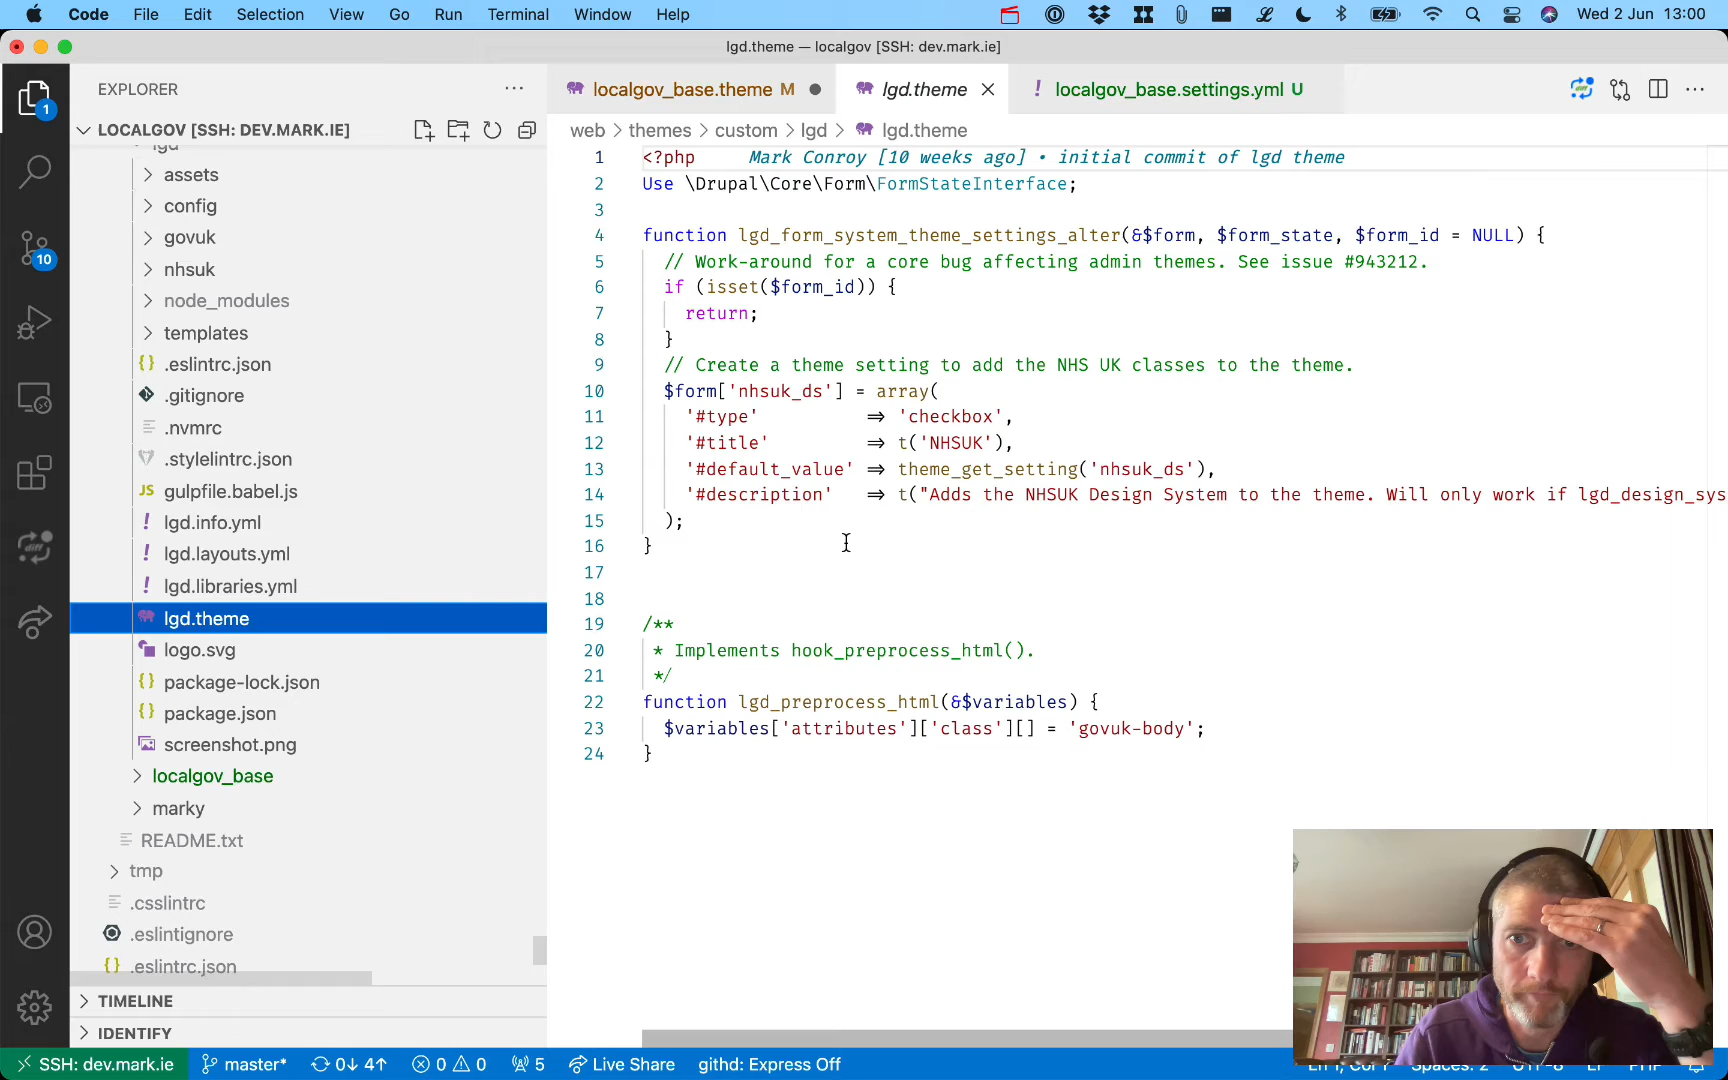 Code File Edit Selection View Go Run Terminal Window Help Wed 2 Jun 13:00
lgd.theme — localgov [SSH: dev.mark.ie]
EXPLORER
localgov_base.theme M
lgd.theme
localgov_base.settings.yml U
LOCALGOV [SSH: DEV.MARK.IE]
web > themes > custom > lgd > lgd.theme
lgd
assets
config
govuk
nhsuk
node_modules
templates
.eslintrc.json
.gitignore
.nvmrc
.stylelintrc.json
gulpfile.babel.js
lgd.info.yml
lgd.layouts.yml
lgd.libraries.yml
lgd.theme
logo.svg
package-lock.json
package.json
screenshot.png
localgov_base
marky
README.txt
tmp
.csslintrc
.eslintignore
.eslintrc.json
TIMELINE
IDENTIFY
1
10
1 <?php Mark Conroy [10 weeks ago] • initial commit of lgd theme
2 Use \Drupal\Core\Form\FormStateInterface;
3
4 function lgd_form_system_theme_settings_alter(&$form, $form_state, $form_id = NULL) {
5 // Work-around for a core bug affecting admin themes. See issue #943212.
6 if (isset($form_id)) {
7 return;
8 }
9 // Create a theme setting to add the NHS UK classes to the theme.
10 $form['nhsuk_ds'] = array(
11 '#type' => 'checkbox',
12 '#title' => t('NHSUK'),
13 '#default_value' => theme_get_setting('nhsuk_ds'),
14 '#description' => t("Adds the NHSUK Design System to the theme. Will only work if lgd_design_sys
15 );
16 }
17
18
19 /**
20 * Implements hook_preprocess_html().
21 */
22 function lgd_preprocess_html(&$variables) {
23 $variables['attributes']['class'][] = 'govuk-body';
24 }
SSH: dev.mark.ie master* 0↓ 4↑ 0 0 5 Live Share githd: Express Off